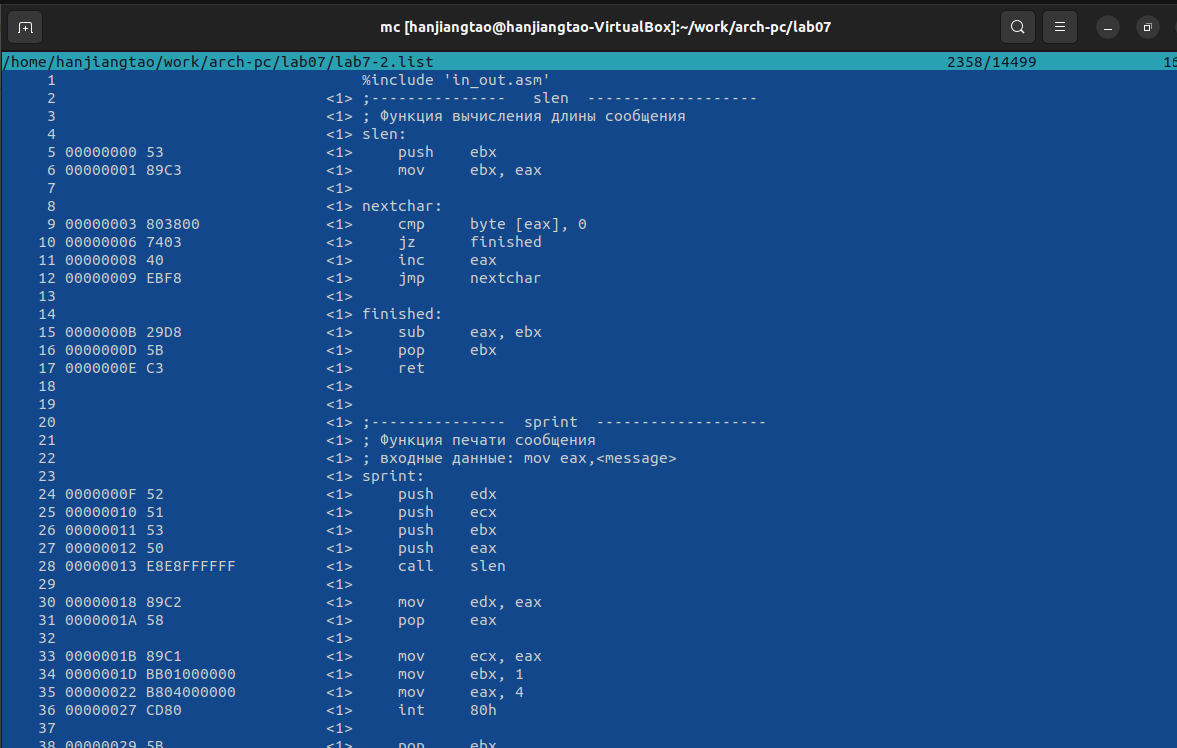 mc [hanjiangtao@hanjiangtao-VirtualBox]:~/work/arch-pc/lab07
/home/hanjiangtao/work/arch-pc/lab07/lab7-2.list 2358/14499 16
1 %include 'in_out.asm'
2 <1> ;--------------- slen -------------------
3 <1> ; Функция вычисления длины сообщения
4 <1> slen:
5 00000000 53 <1> push ebx
6 00000001 89C3 <1> mov ebx, eax
7 <1>
8 <1> nextchar:
9 00000003 803800 <1> cmp byte [eax], 0
10 00000006 7403 <1> jz finished
11 00000008 40 <1> inc eax
12 00000009 EBF8 <1> jmp nextchar
13 <1>
14 <1> finished:
15 0000000B 29D8 <1> sub eax, ebx
16 0000000D 5B <1> pop ebx
17 0000000E C3 <1> ret
18 <1>
19 <1>
20 <1> ;--------------- sprint -------------------
21 <1> ; Функция печати сообщения
22 <1> ; входные данные: mov eax,<message>
23 <1> sprint:
24 0000000F 52 <1> push edx
25 00000010 51 <1> push ecx
26 00000011 53 <1> push ebx
27 00000012 50 <1> push eax
28 00000013 E8E8FFFFFF <1> call slen
29 <1>
30 00000018 89C2 <1> mov edx, eax
31 0000001A 58 <1> pop eax
32 <1>
33 0000001B 89C1 <1> mov ecx, eax
34 0000001D BB01000000 <1> mov ebx, 1
35 00000022 B804000000 <1> mov eax, 4
36 00000027 CD80 <1> int 80h
37 <1>
38 00000029 5B <1> pop ebx